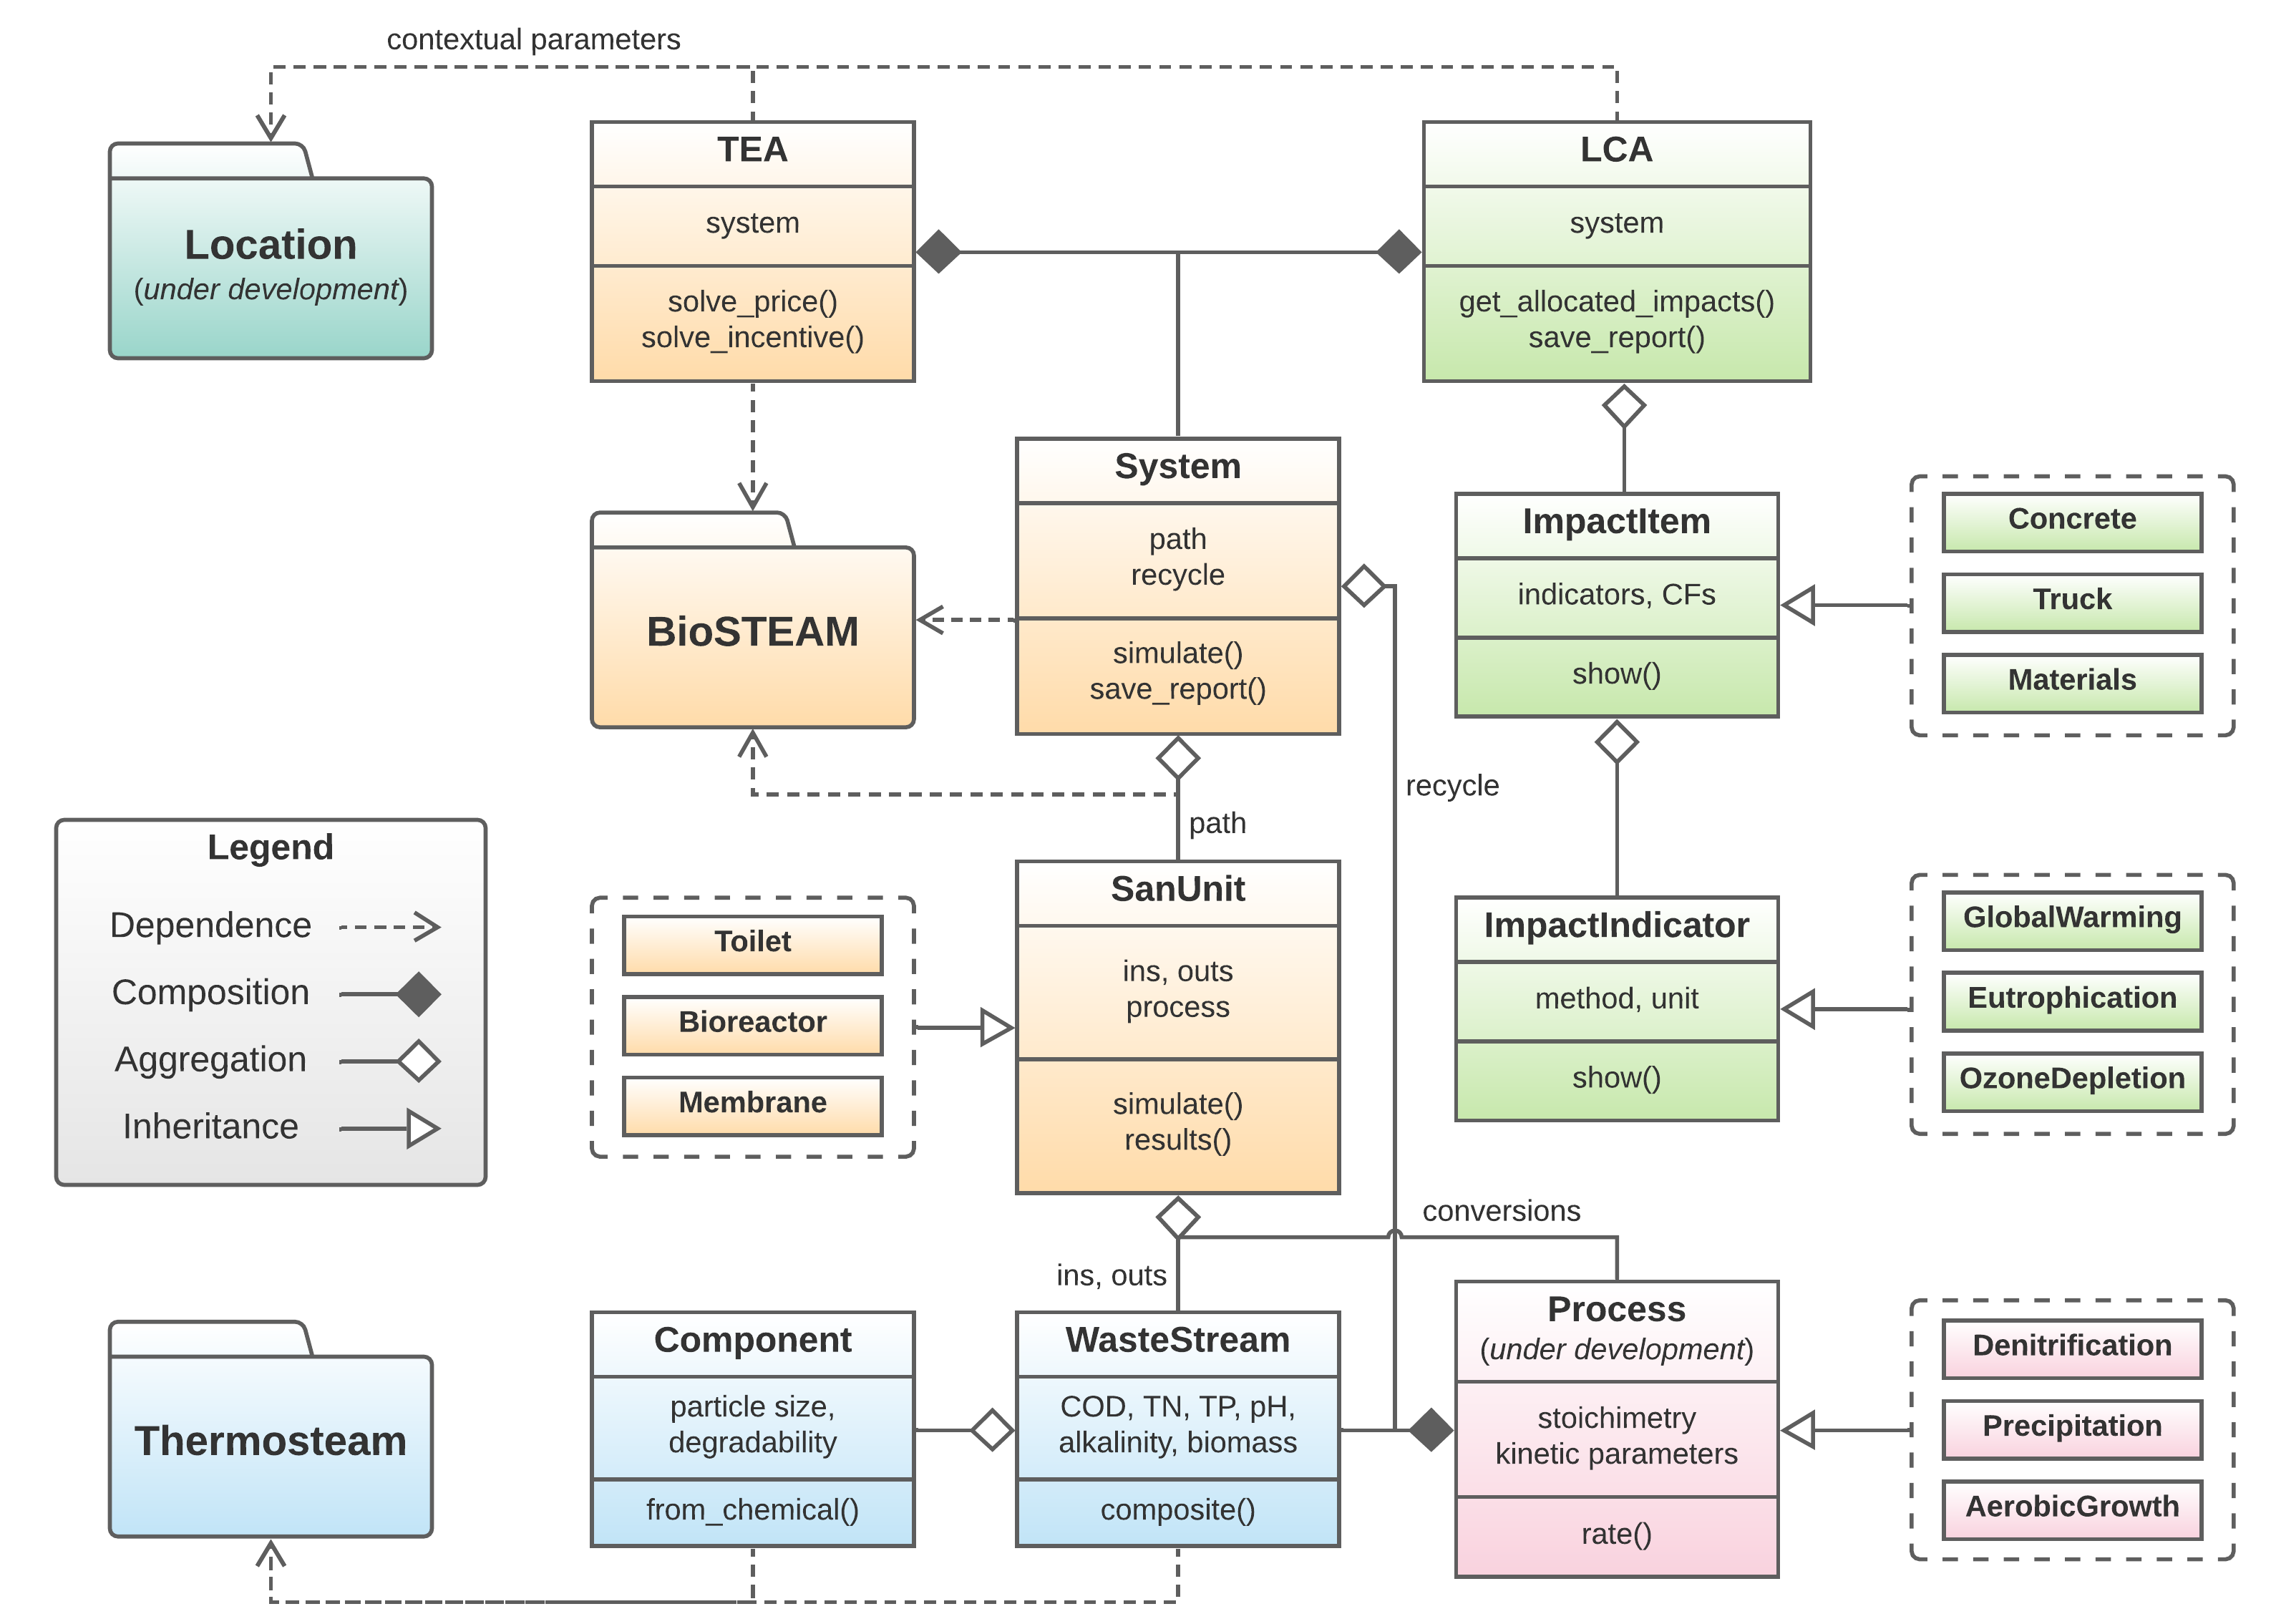 contextual parameters
TEA
system
solve_price()
solve_incentive()
LCA
system
get_allocated_impacts()
save_report()
Location
(under development)
System
path
recycle
simulate()
save_report()
BioSTEAM
ImpactItem
indicators, CFs
show()
Concrete
Truck
Materials
recycle
path
Legend
Dependence
Composition
Aggregation
Inheritance
Toilet
Bioreactor
Membrane
SanUnit
ins, outs
process
simulate()
results()
ImpactIndicator
method, unit
show()
GlobalWarming
Eutrophication
OzoneDepletion
conversions
ins, outs
Thermosteam
Component
particle size,
degradability
from_chemical()
WasteStream
COD, TN, TP, pH,
alkalinity, biomass
composite()
Process
(under development)
stoichimetry
kinetic parameters
rate()
Denitrification
Precipitation
AerobicGrowth